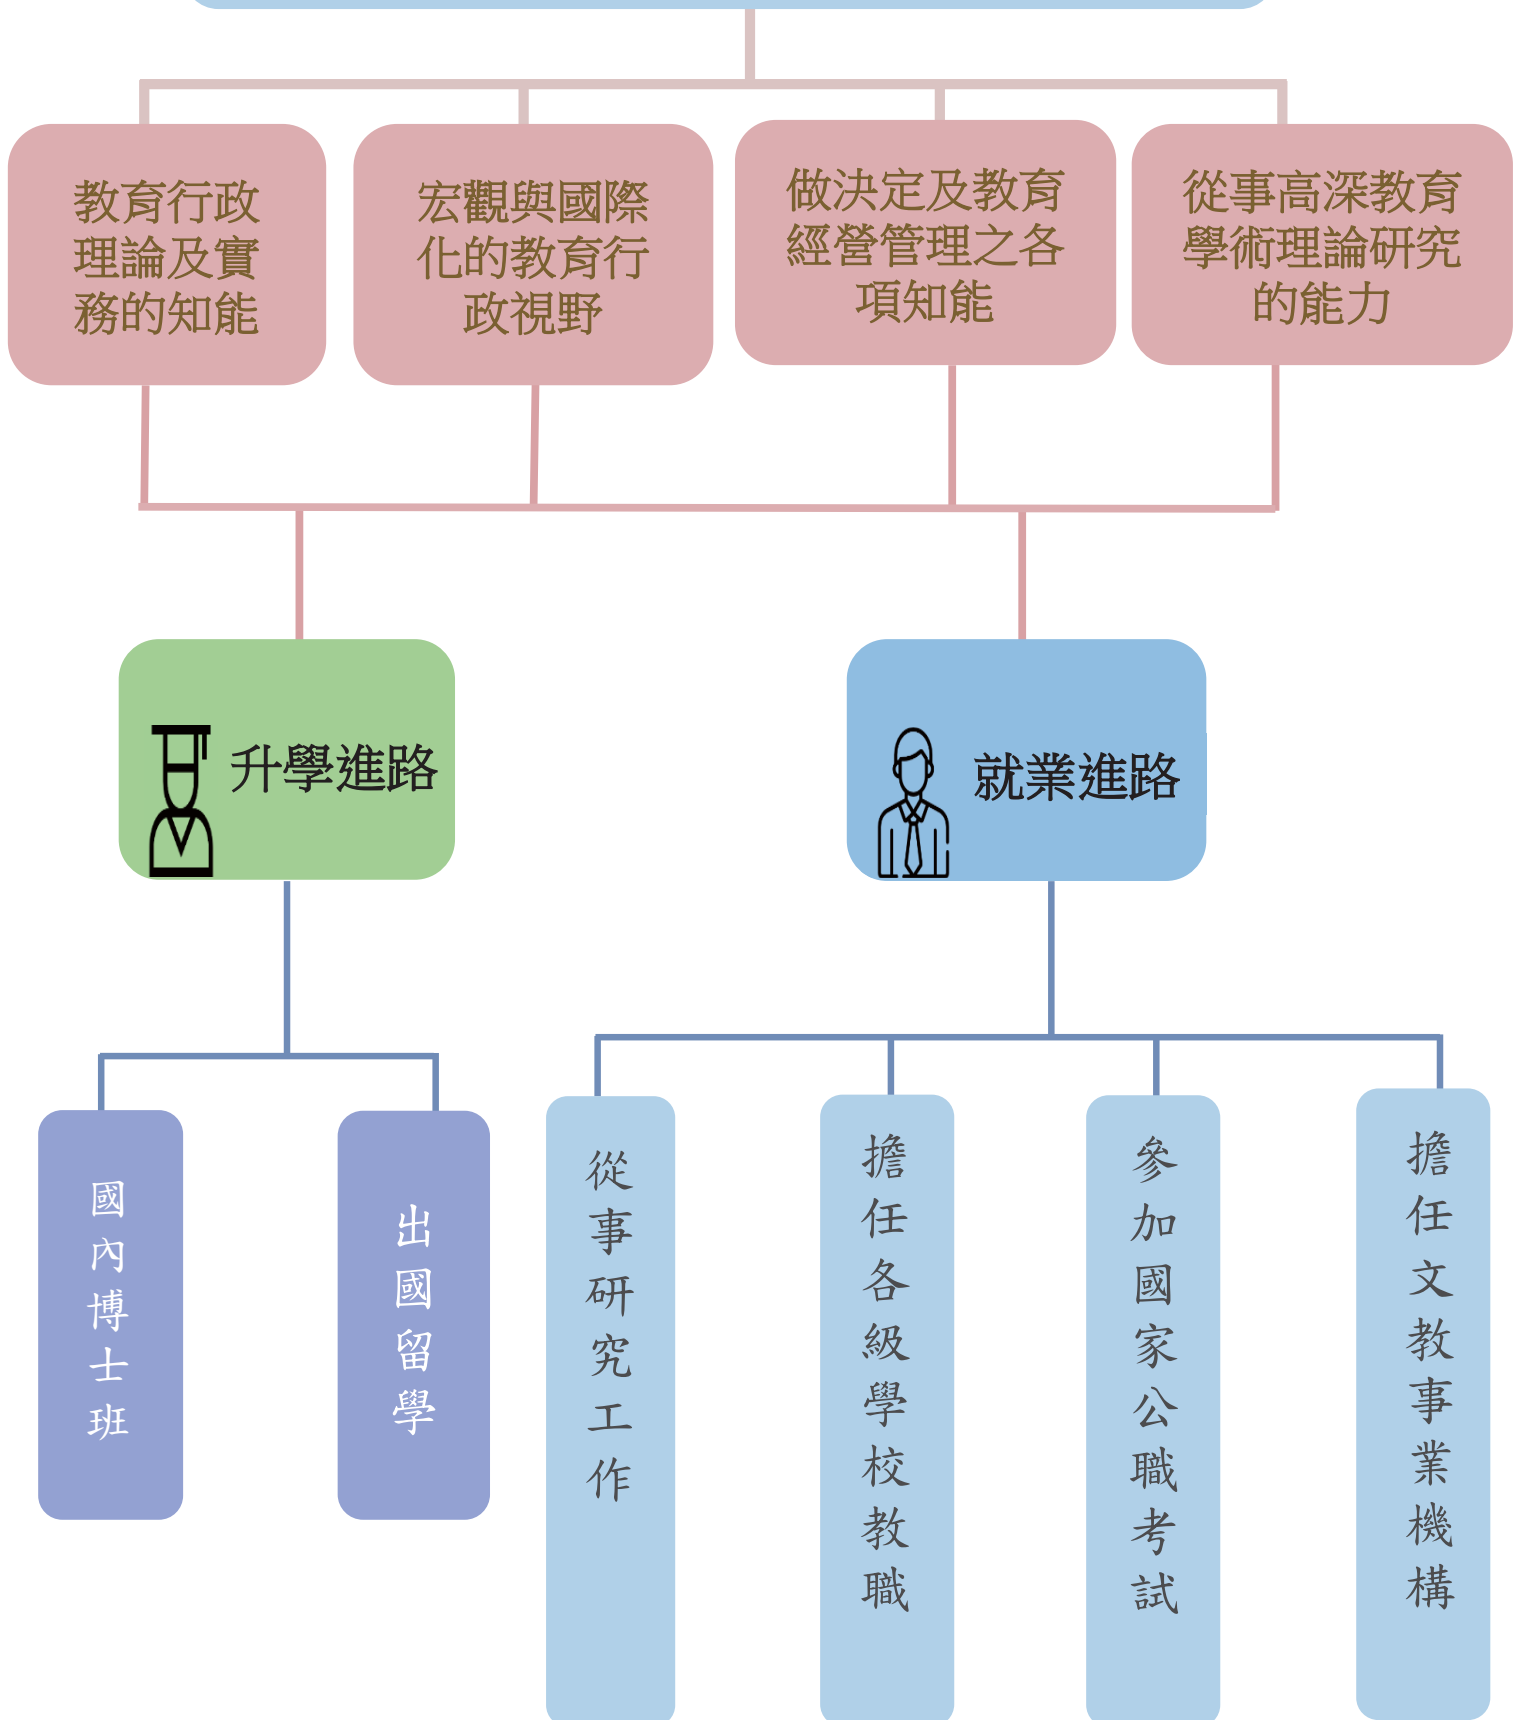 教育行政
理論及實
務的知能
宏觀與國際
化的教育行
政視野
做決定及教育
經營管理之各
項知能
從事高深教育
學術理論研究
的能力
升學進路
就業進路
國內博士班
出國留學
從事研究工作
擔任各級學校教職
參加國家公職考試
擔任文教事業機構